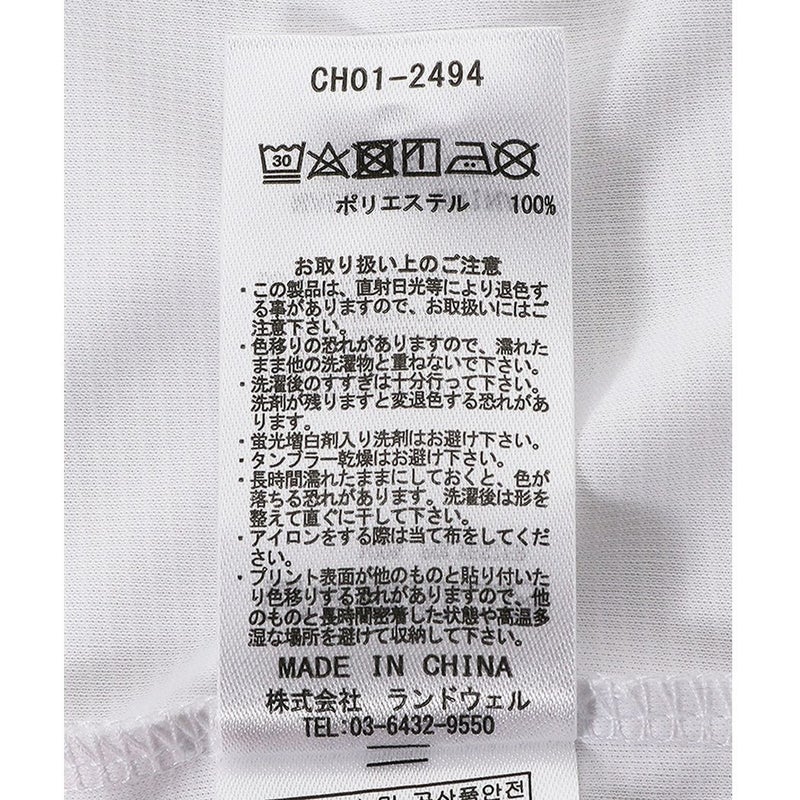 CH01-2494
30
ポリエステル 100%
お取り扱い上のご注意
・この製品は、直射日光等により退色す
る事がありますので、お取扱いにはご
注意下さい。
・色移りの恐れがありますので、濡れた
まま他の洗濯物と重ねないで下さい。
・洗濯後のすすぎは十分行って下さい。
洗剤が残りますと変退色する恐れがあ
ります。
・蛍光増白剤入り洗剤はお避け下さい。
・タンブラー乾燥はお避け下さい。
・長時間濡れたままにしておくと、色が
落ちる恐れがあります。洗濯後は形を
整えて直ぐに干して下さい。
・アイロンをする際は当て布をしてくだ
さい。
・プリント表面が他のものと貼り付いた
り色移りする恐れがありますので、他
のものと長時間密着した状態や高温多
湿な場所を避けて収納して下さい。
MADE IN CHINA
株式会社 ランドウェル
TEL:03-6432-9550
공산품안전